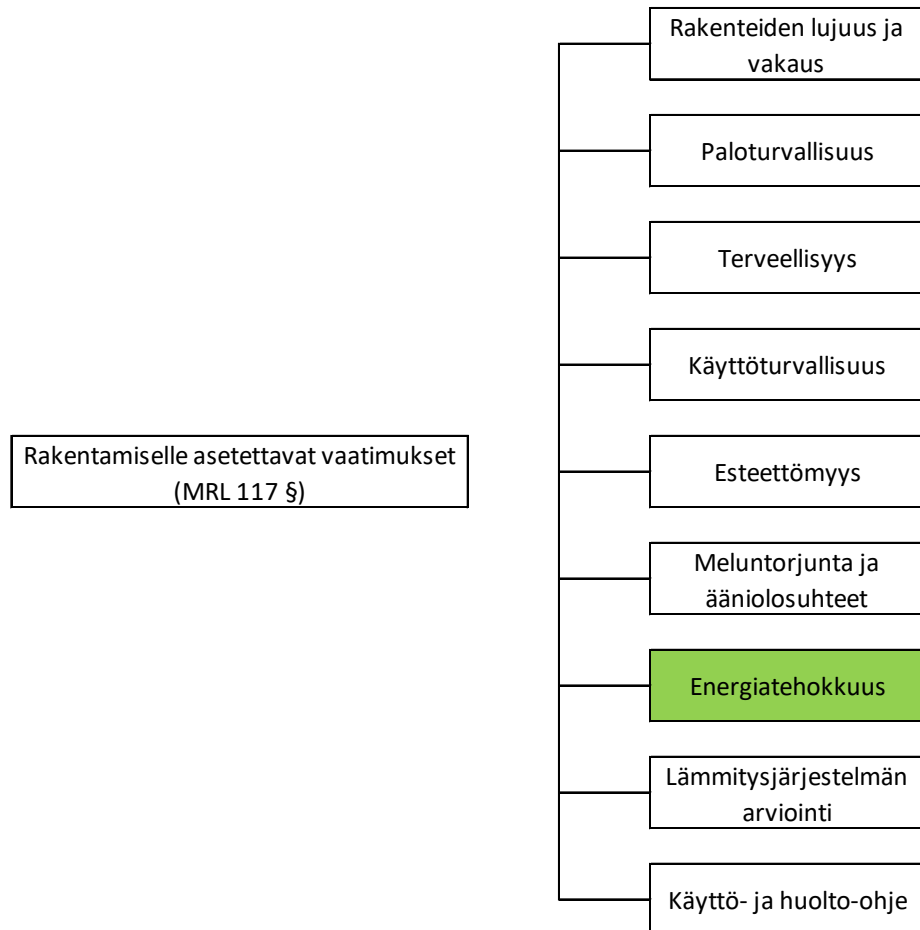 Rakenteiden lujuus ja
vakaus
Paloturvallisuus
Terveellisyys
Käyttöturvallisuus
Rakentamiselle asetettavat vaatimukset
(MRL 117 §)
Esteettömyys
Meluntorjunta ja
ääniolosuhteet
Energiatehokkuus
Lämmitysjärjestelmän
arviointi
Käyttö- ja huolto-ohje